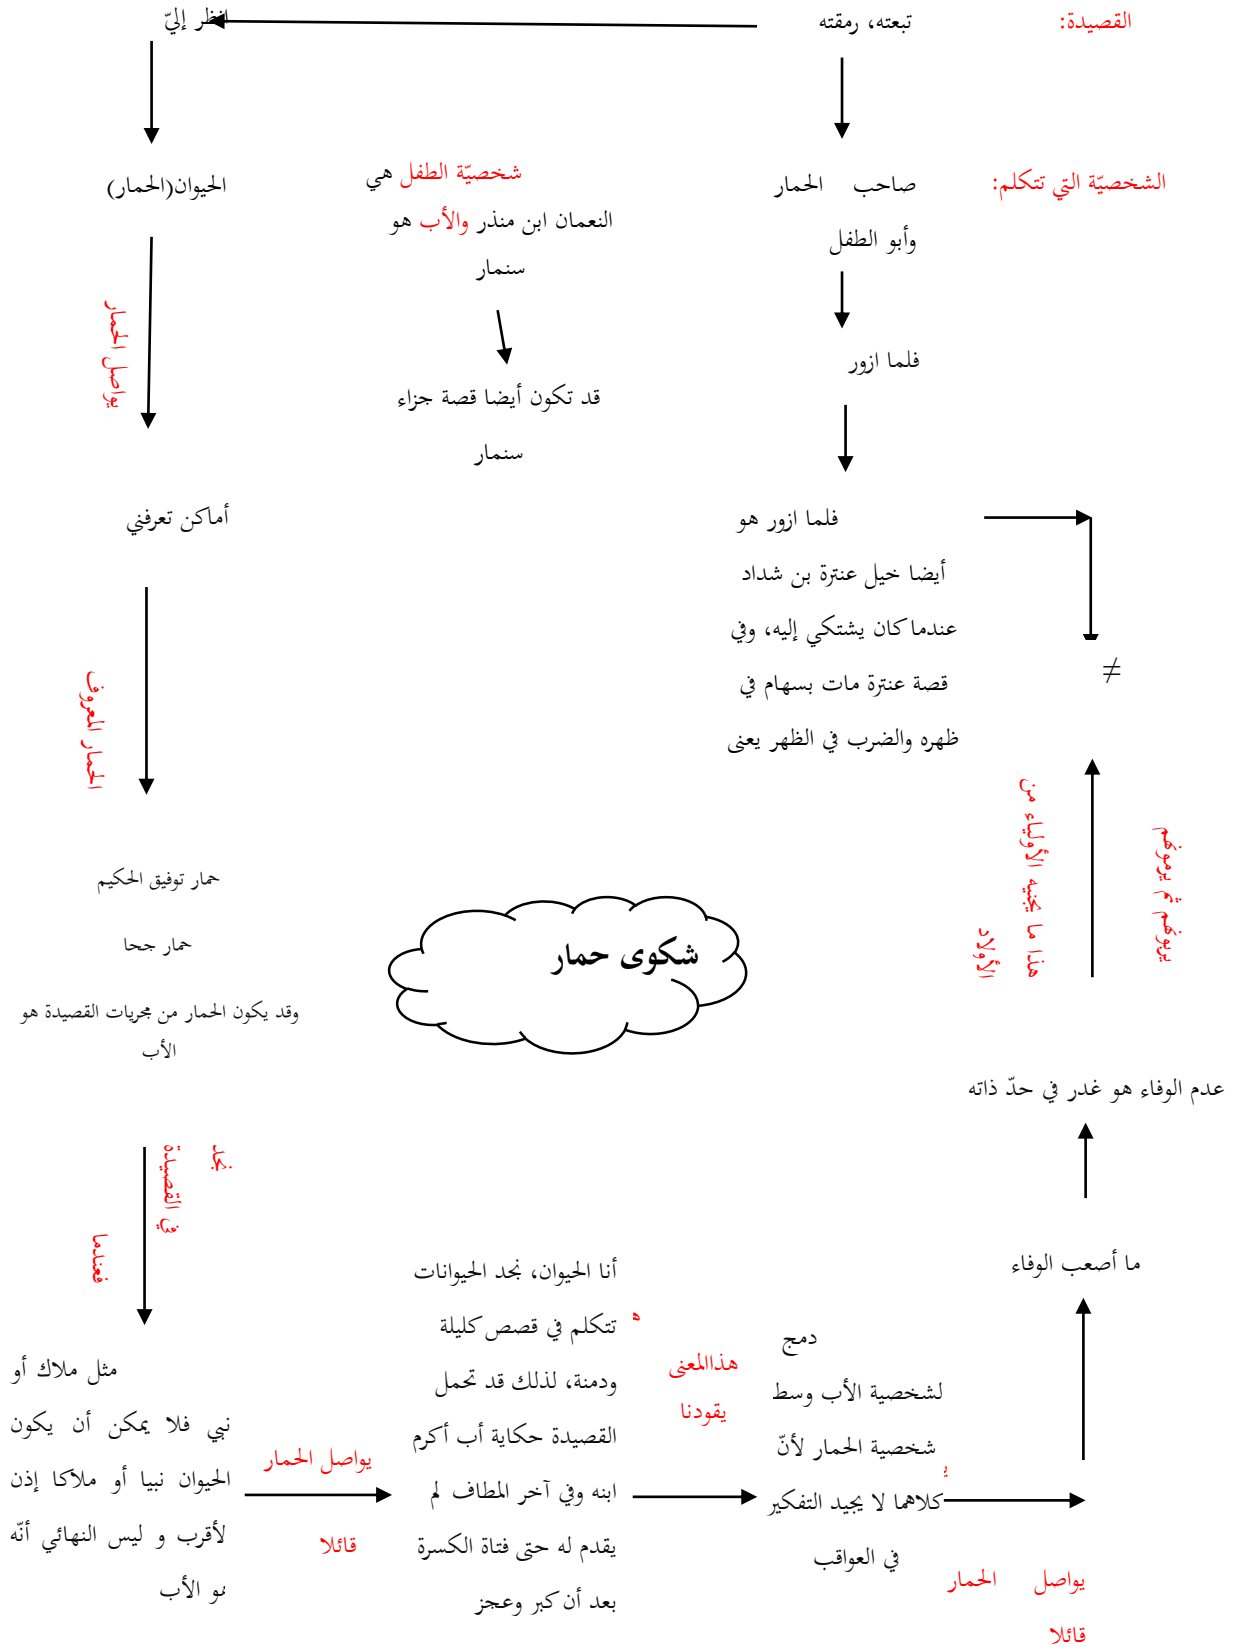 القصيدة:
تبعته، رمقته
انظر إليّ
الشخصيّة التي تتكلم:
صاحب الحمار
وأبو الطفل
شخصيّة الطفل هي
النعمان ابن منذر والأب هو
سنمار
الحيوان(الحمار)
يواصل الحمار
فلما ازور
قد تكون أيضا قصة جزاء
سنمار
أماكن تعرفني
فلما ازور هو
أيضا خيل عنترة بن شداد
عندما كان يشتكي إليه، وفي
قصة عنترة مات بسهام في
ظهره والضرب في الظهر يعنى
≠
الحمار المعروف
يربونهم ثم يرمونهم
هذا ما يجنيه الأولياء من
الأولاد
حمار توفيق الحكيم
حمار جحا
وقد يكون الحمار من مجريات القصيدة هو
الأب
شكوى حمار
عدم الوفاء هو غدر في حدّ ذاته
نجد
في القصيدة
فعندما
ما أصعب الوفاء
مثل ملاك أو
نبي فلا يمكن أن يكون
الحيوان نبيا أو ملاكا إذن
لأقرب و ليس النهائي أنّه
هو الأب
يواصل الحمار
قائلا
أنا الحيوان، نجد الحيوانات
تتكلم في قصص كليلة
ودمنة، لذلك قد تحمل
القصيدة حكاية أب أكرم
ابنه وفي آخر المطاف لم
يقدم له حتى فتاة الكسرة
بعد أن كبر وعجز
هذاالمعنى
يقودنا
دمج
لشخصية الأب وسط
شخصية الحمار لأنّ
كلاهما لا يجيد التفكير
في العواقب
يواصل الحمار
قائلا